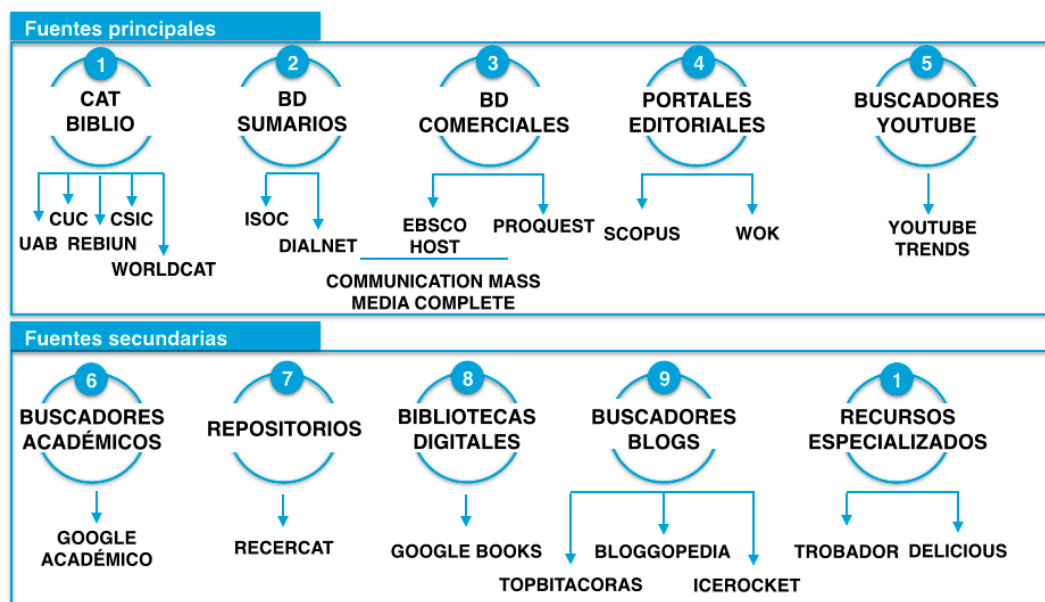 Fuentes principales
1
CAT
BIBLIO
2
BD
SUMARIOS
3
BD
COMERCIALES
4
PORTALES
EDITORIALES
5
BUSCADORES
YOUTUBE
UAB
CUC
REBIUN
CSIC
WORLDCAT
ISOC
DIALNET
EBSCO
HOST
PROQUEST
COMMUNICATION MASS
MEDIA COMPLETE
SCOPUS
WOK
YOUTUBE
TRENDS
Fuentes secundarias
6
BUSCADORES
ACADÉMICOS
7
REPOSITORIOS
8
BIBLIOTECAS
DIGITALES
9
BUSCADORES
BLOGS
1
RECURSOS
ESPECIALIZADOS
GOOGLE
ACADÉMICO
RECERCAT
GOOGLE BOOKS
TOPBITACORAS
BLOGGOPEDIA
ICEROCKET
TROBADOR
DELICIOUS